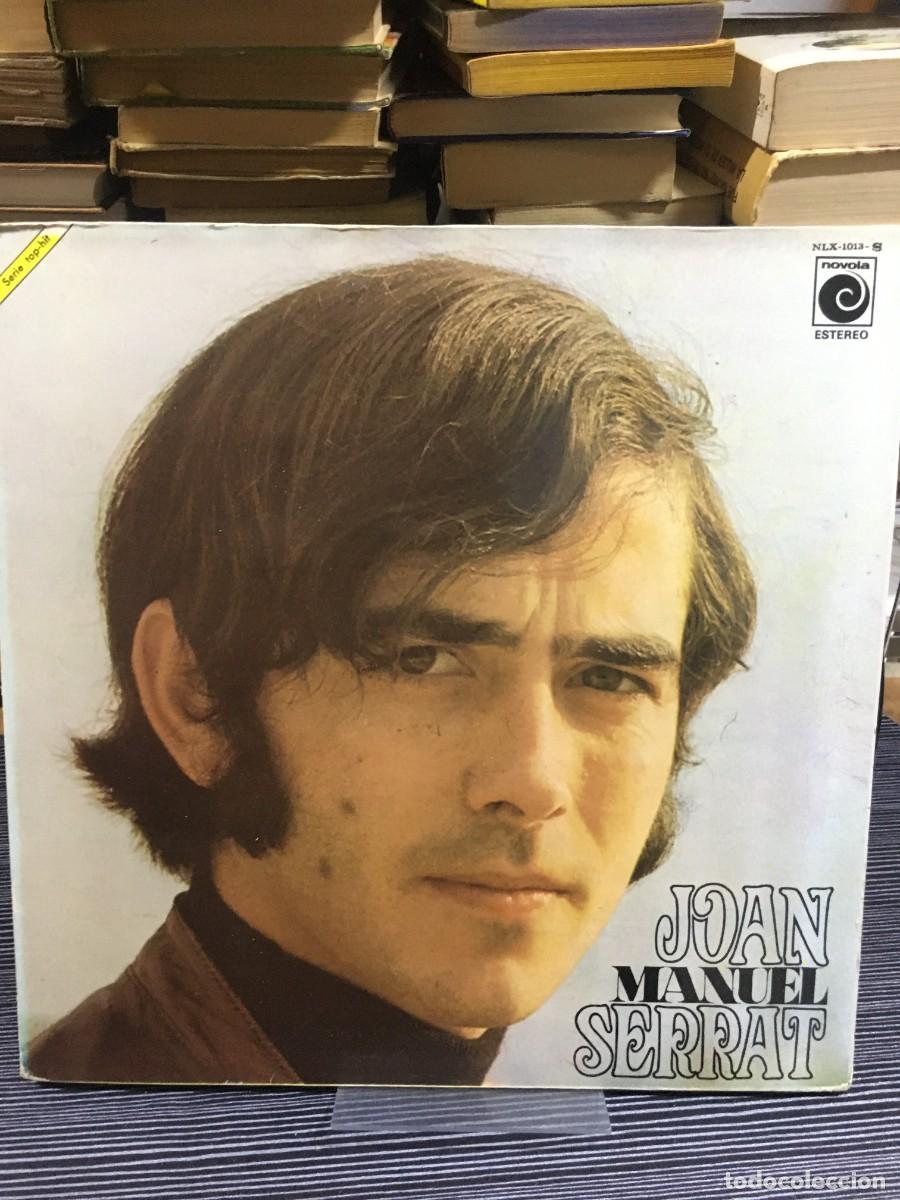 Serie top-hit
NLX-1013-S
novola
ESTEREO
JOAN
MANUEL
SERRAT
todocoleccion